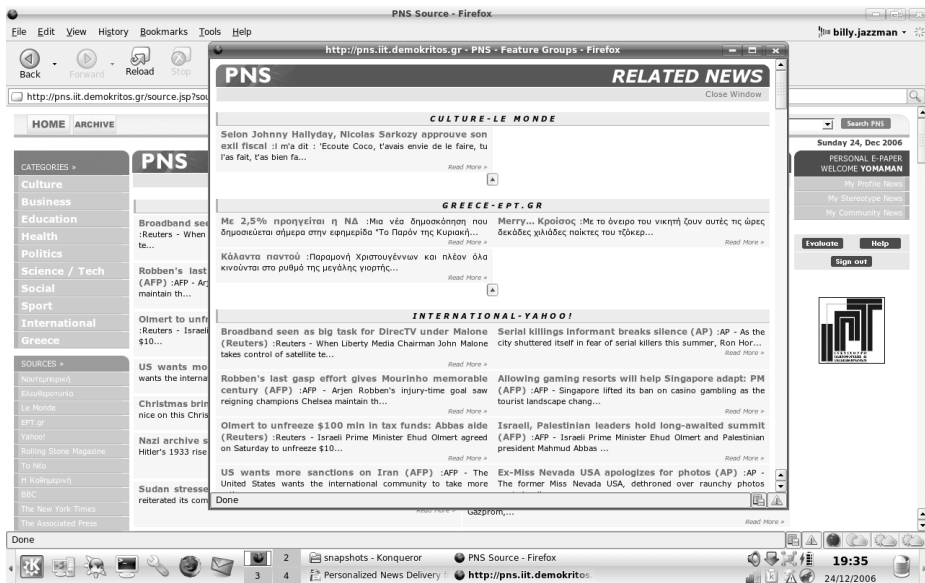 PNS Source - Firefox
File Edit View History Bookmarks Tools Help
billy.jazzman
Back
Forward
Reload
Stop
http://pns.iit.demokritos.gr/source.jsp?sou
HOME ARCHIVE
Search PNS
Sunday 24, Dec 2006
PERSONAL E-PAPER
WELCOME YOMAMAN
My Profile News
My Stereotype News
My Community News
Evaluate
Help
Sign out
CATEGORIES »
Culture
Business
Education
Health
Politics
Science / Tech
Social
Sport
International
Greece
SOURCES »
Ναυτεμπορική
Ελευθεροτυπία
Le Monde
ΕΡΤ.gr
Yahoo!
Rolling Stone Magazine
Το Νέο
Η Καθημερινή
BBC
The New York Times
The Associated Press
PNS
Broadband see
:Reuters - When
te...
Robben's last
(AFP) :AFP - Arj
maintain th...
Olmert to unfr
:Reuters - Israeli
$10...
US wants mo
wants the interna
Christmas brin
nice on this Chris
Nazi archive s
Hitler's 1933 rise
Sudan stresse
reiterated its com
Read More »
Gazprom,...
Read More »
http://pns.iit.demokritos.gr - PNS - Feature Groups - Firefox
PNS
RELATED NEWS
Close Window
CULTURE-LE MONDE
Selon Johnny Hallyday, Nicolas Sarkozy approuve son
exil fiscal :Il m'a dit : 'Ecoute Coco, t'avais envie de le faire, tu
l'as fait, t'as bien fa...
Read More »
GREECE-ΕΡΤ.GR
Με 2,5% προηγείται η ΝΔ :Μια νέα δημοσκόπηση που
δημοσιεύεται σήμερα στην εφημερίδα "Το Παρόν της Κυριακή...
Read More »
Merry... Κροίσος :Με το όνειρο του νικητή ζουν αυτές τις ώρες
δεκάδες χιλιάδες παίκτες του τζόκερ...
Read More »
Κάλαντα παντού :Παραμονή Χριστουγέννων και πλέον όλα
κινούνται στο ρυθμό της μεγάλης γιορτής...
Read More »
INTERNATIONAL-YAHOO!
Broadband seen as big task for DirecTV under Malone
(Reuters) :Reuters - When Liberty Media Chairman John Malone
takes control of satellite te...
Read More »
Serial killings informant breaks silence (AP) :AP - As the
city shuttered itself in fear of serial killers this summer, Ron Hor...
Read More »
Robben's last gasp effort gives Mourinho memorable
century (AFP) :AFP - Arjen Robben's injury-time goal saw
reigning champions Chelsea maintain th...
Read More »
Allowing gaming resorts will help Singapore adapt: PM
(AFP) :AFP - Singapore lifted its ban on casino gambling as the
tourist landscape chang...
Read More »
Olmert to unfreeze $100 min in tax funds: Abbas aide
(Reuters) :Reuters - Israeli Prime Minister Ehud Olmert agreed
on Saturday to unfreeze $10...
Read More »
Israeli, Palestinian leaders hold long-awaited summit
(AFP) :AFP - Israeli Prime Minister Ehud Olmert and Palestinian
president Mahmud Abbas ...
Read More »
US wants more sanctions on Iran (AFP) :AFP - The
United States wants the international community to take more
Ex-Miss Nevada USA apologizes for photos (AP) :AP -
The former Miss Nevada USA, dethroned over raunchy photos
Done
Done
2
3 4
snapshots - Konqueror
PNS Source - Firefox
Personalized News Delivery f
http://pns.iit.demokritos.
19:35
24/12/2006